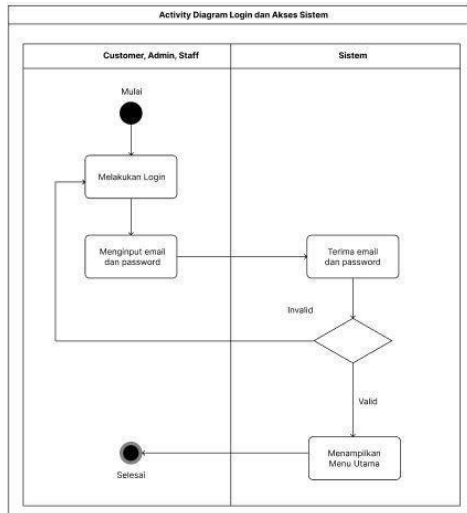 Activity Diagram Login dan Akses Sistem
Customer, Admin, Staff
Sistem
Mulai
Melakukan Login
Menginput email
dan password
Terima email
dan password
Invalid
Valid
Menampilkan
Menu Utama
Selesai